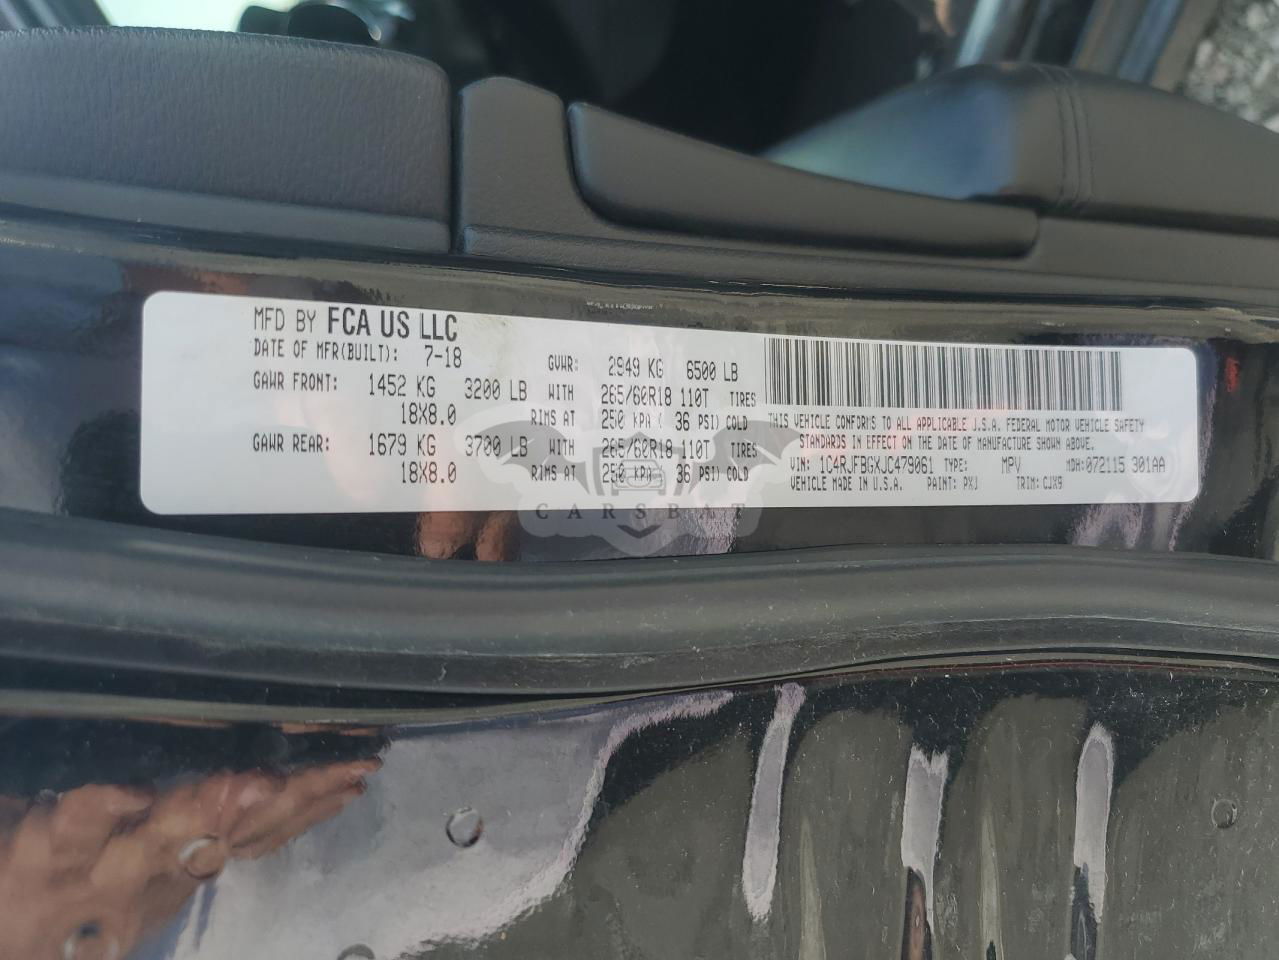 MFD BY FCA US LLC
DATE OF MFR(BUILT): 7-18 GVWR: 2949 KG 6500 LB
GAWR FRONT: 1452 KG 3200 LB WITH 265/60R18 110T TIRES
18X8.0 RIMS AT 250 KPA ( 36 PSI) COLD
GAWR REAR: 1679 KG 3700 LB WITH 265/60R18 110T TIRES
18X8.0 RIMS AT 250 KPA ( 36 PSI) COLD
THIS VEHICLE CONFORMS TO ALL APPLICABLE U.S.A. FEDERAL MOTOR VEHICLE SAFETY
STANDARDS IN EFFECT ON THE DATE OF MANUFACTURE SHOWN ABOVE.
VIN: 1C4RJFBGXJC479061 TYPE: MPV MDH: 072115 301AA
VEHICLE MADE IN U.S.A. PAINT: PXJ TRIM: CJX9
CARSBAT